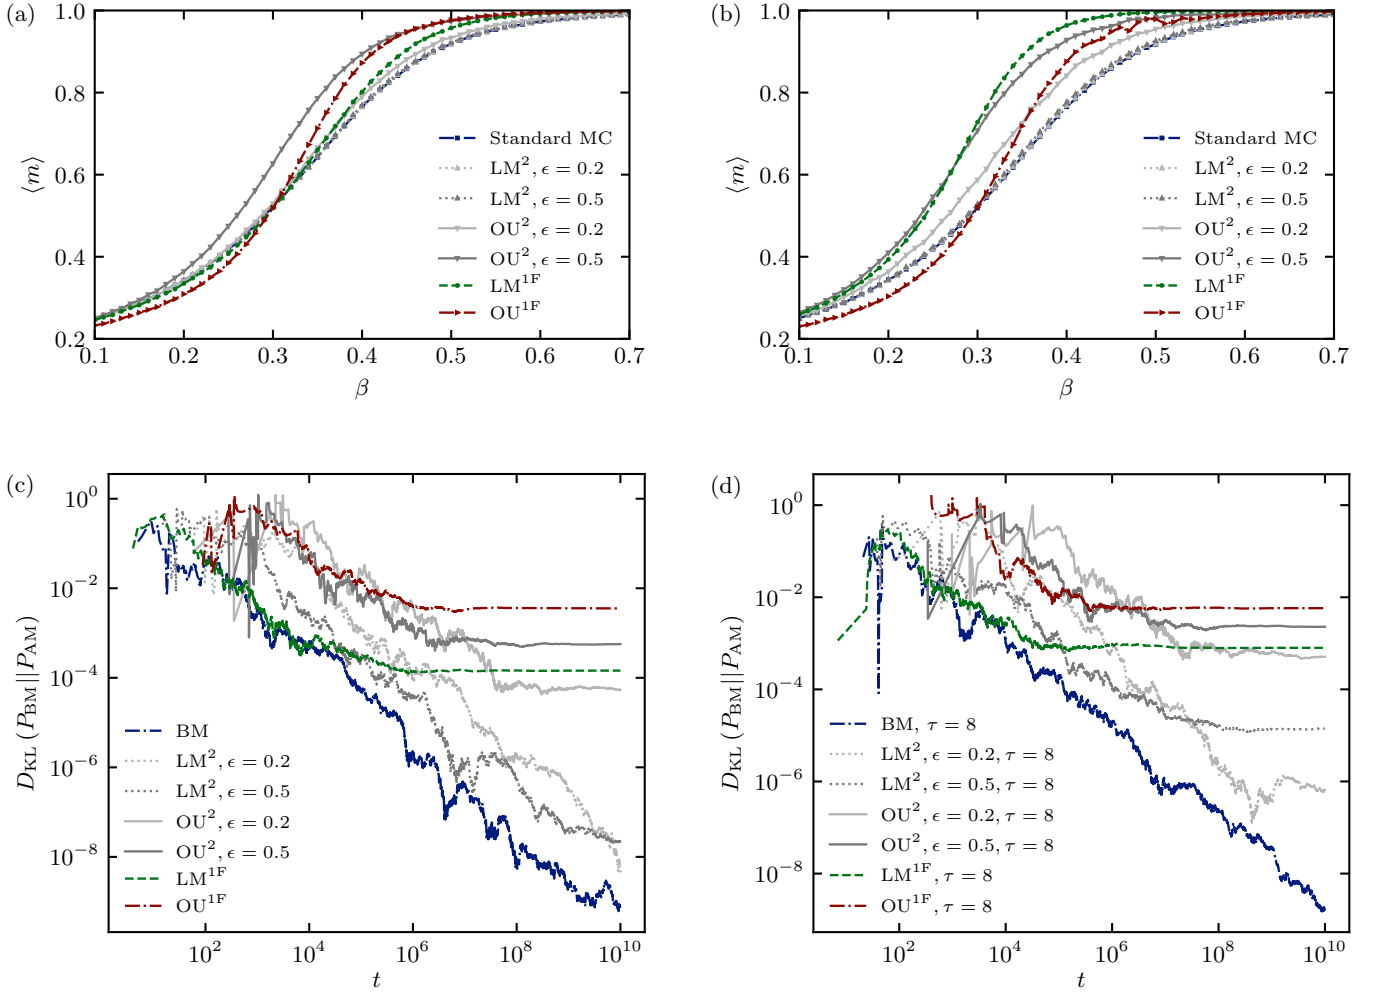 (a)
⟨m⟩
1.0
0.8
0.6
0.4
0.2
0.1 0.2 0.3 0.4 0.5 0.6 0.7
β
Standard MC
LM², ϵ = 0.2
LM², ϵ = 0.5
OU², ϵ = 0.2
OU², ϵ = 0.5
LM¹ᶠ
OU¹ᶠ
(b)
⟨m⟩
1.0
0.8
0.6
0.4
0.2
0.1 0.2 0.3 0.4 0.5 0.6 0.7
β
Standard MC
LM², ϵ = 0.2
LM², ϵ = 0.5
OU², ϵ = 0.2
OU², ϵ = 0.5
LM^1F
OU^1F
(c)
D_KL (P_BM||P_AM)
10⁰
10⁻²
10⁻⁴
10⁻⁶
10⁻⁸
10² 10⁴ 10⁶ 10⁸ 10¹⁰
t
BM
LM², ϵ = 0.2
LM², ϵ = 0.5
OU², ϵ = 0.2
OU², ϵ = 0.5
LM^1F
OU^1F
(d)
D_KL (P_BM||P_AM)
10⁰
10⁻²
10⁻⁴
10⁻⁶
10⁻⁸
10² 10⁴ 10⁶ 10⁸ 10¹⁰
t
BM, τ = 8
LM², ϵ = 0.2, τ = 8
LM², ϵ = 0.5, τ = 8
OU², ϵ = 0.2, τ = 8
OU², ϵ = 0.5, τ = 8
LM^1F, τ = 8
OU^1F, τ = 8